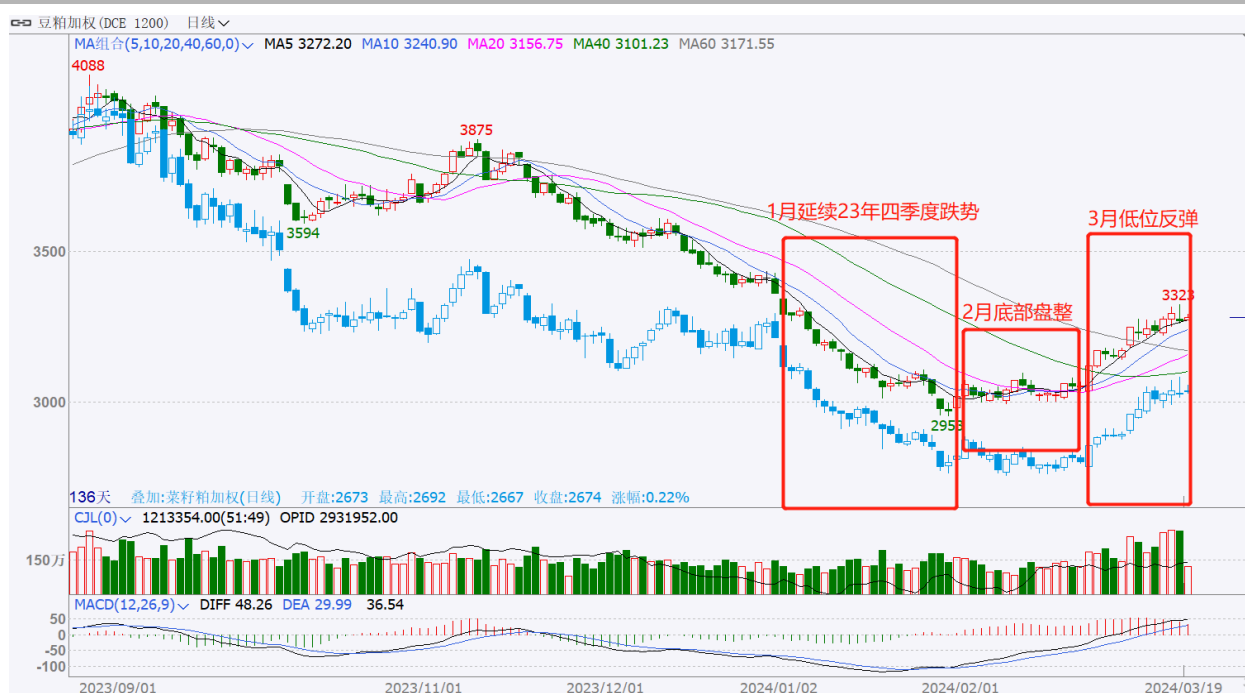 豆粕加权(DCE 1200) 日线
MA组合(5,10,20,40,60,0) MA5 3272.20 MA10 3240.90 MA20 3156.75 MA40 3101.23 MA60 3171.55
4088
3875
3594
1月延续23年四季度跌势
3月低位反弹
3500
3323
2月底部盘整
3000
2953
136天 叠加:菜籽粕加权(日线) 开盘:2673 最高:2692 最低:2667 收盘:2674 涨幅:0.22%
CJL(0) 1213354.00(51:49) OPID 2931952.00
150万
MACD(12,26,9) DIFF 48.26 DEA 29.99 36.54
50
0
-50
-100
2023/09/01 2023/11/01 2023/12/01 2024/01/02 2024/02/01 2024/03/19